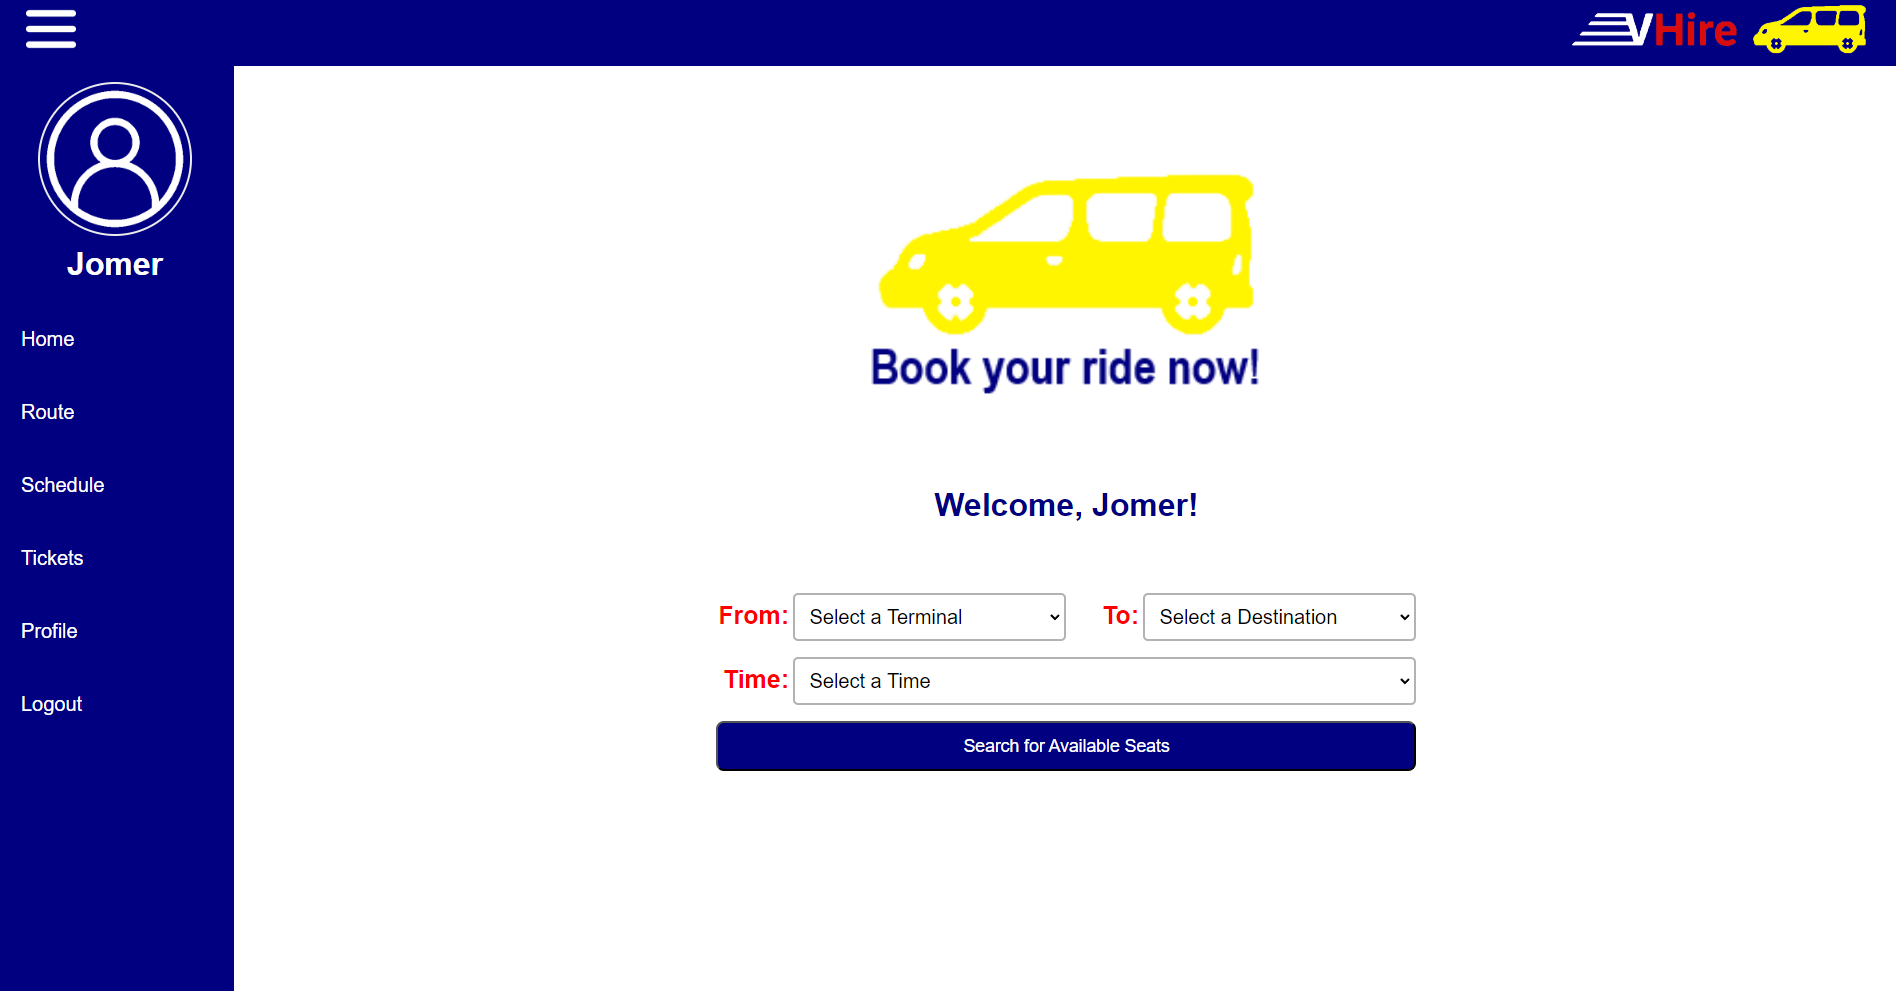 VHire
Jomer
Home
Route
Schedule
Tickets
Profile
Logout
Book your ride now!
Welcome, Jomer!
From: Select a Terminal To: Select a Destination
Time: Select a Time
Search for Available Seats